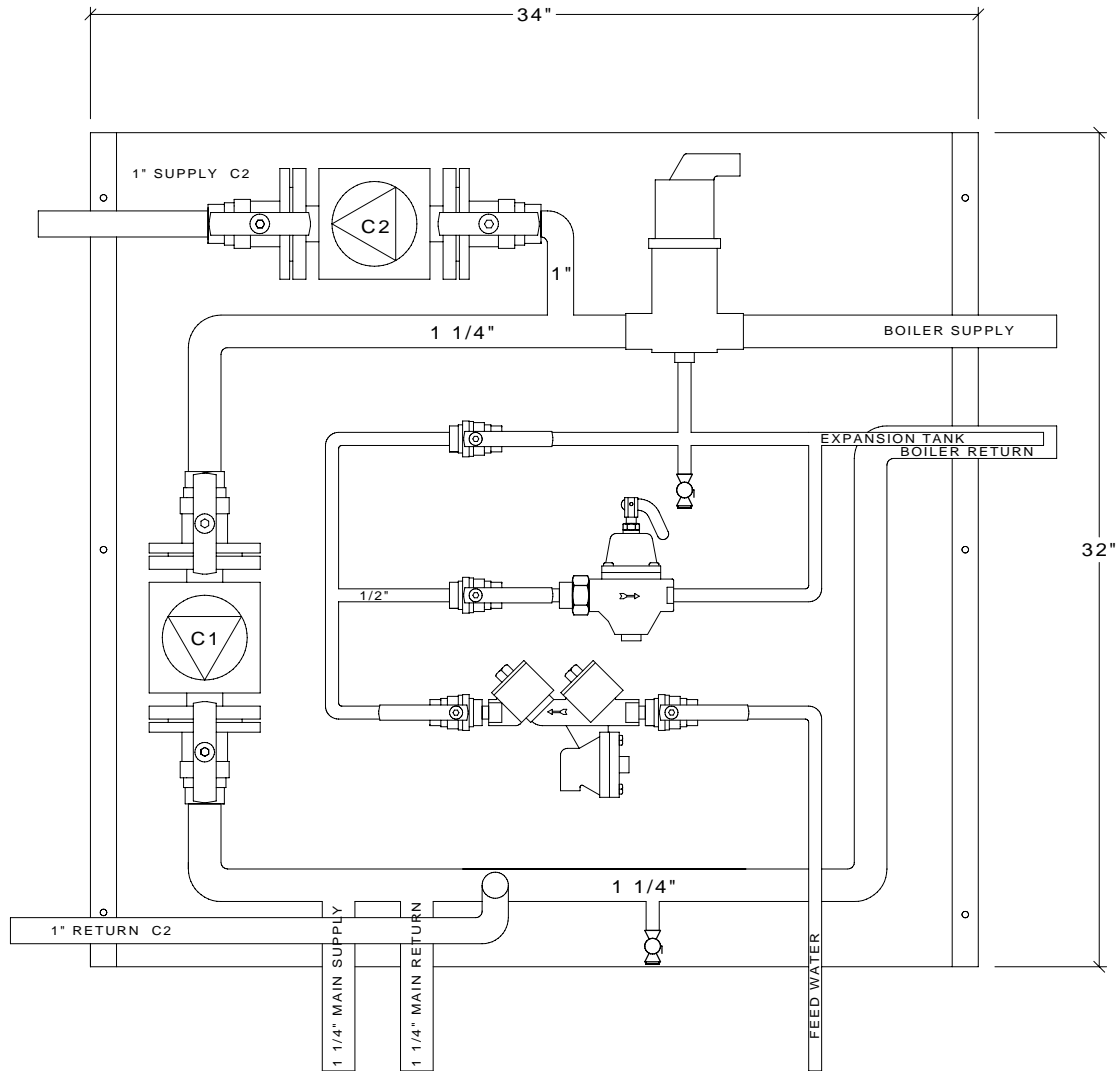 34"
1" SUPPLY C2
C2
1"
1 1/4"
BOILER SUPPLY
EXPANSION TANK
BOILER RETURN
32"
1/2"
C1
1 1/4"
1" RETURN C2
1 1/4" MAIN SUPPLY
1 1/4" MAIN RETURN
FEED WATER